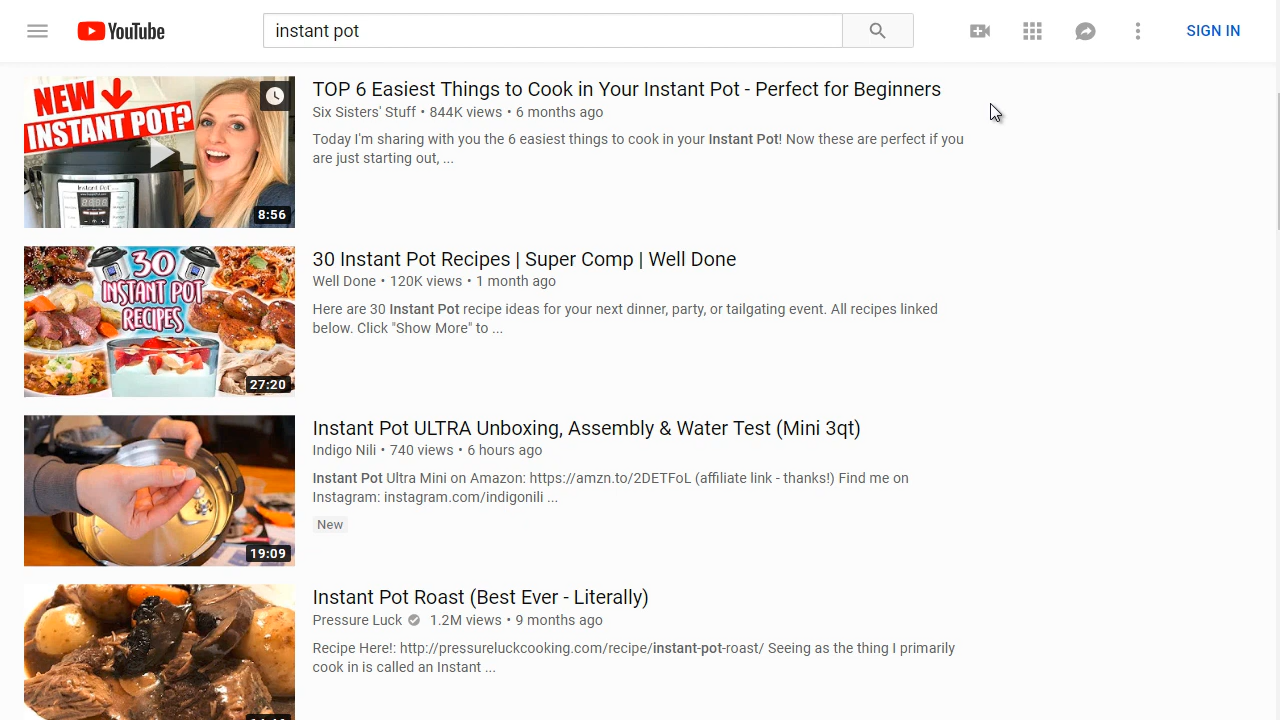 YouTube
instant pot
SIGN IN
NEW
INSTANT POT?
Instant Pot
8:56
TOP 6 Easiest Things to Cook in Your Instant Pot - Perfect for Beginners
Six Sisters' Stuff • 844K views • 6 months ago
Today I'm sharing with you the 6 easiest things to cook in your Instant Pot! Now these are perfect if you
are just starting out, ...
30
INSTANT POT
RECIPES
27:20
30 Instant Pot Recipes | Super Comp | Well Done
Well Done • 120K views • 1 month ago
Here are 30 Instant Pot recipe ideas for your next dinner, party, or tailgating event. All recipes linked
below. Click "Show More" to ...
19:09
Instant Pot ULTRA Unboxing, Assembly & Water Test (Mini 3qt)
Indigo Nili • 740 views • 6 hours ago
Instant Pot Ultra Mini on Amazon: https://amzn.to/2DETFoL (affiliate link - thanks!) Find me on
Instagram: instagram.com/indigonili ...
New
Instant Pot Roast (Best Ever - Literally)
Pressure Luck 1.2M views • 9 months ago
Recipe Here!: http://pressureluckcooking.com/recipe/instant-pot-roast/ Seeing as the thing I primarily
cook in is called an Instant ...